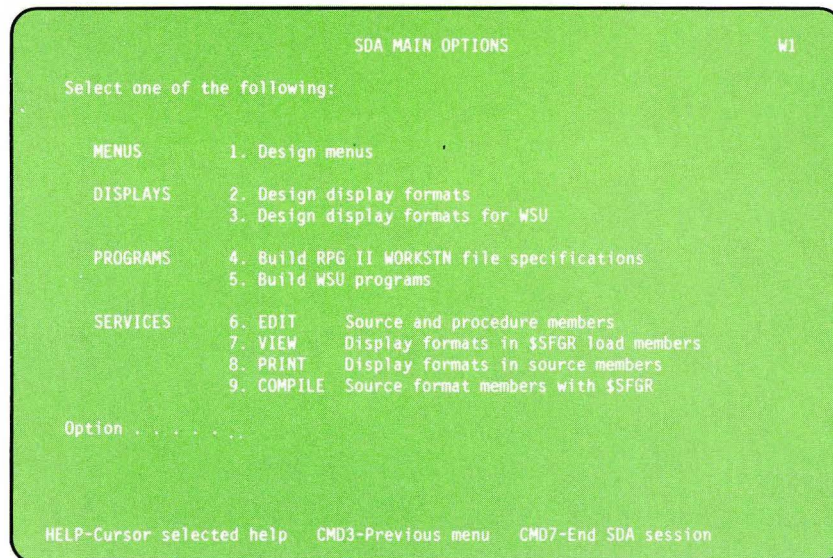 SDA MAIN OPTIONS W1
Select one of the following:
MENUS 1. Design menus
DISPLAYS 2. Design display formats
3. Design display formats for WSU
PROGRAMS 4. Build RPG II WORKSTN file specifications
5. Build WSU programs
SERVICES 6. EDIT Source and procedure members
7. VIEW Display formats in $SFGR load members
8. PRINT Display formats in source members
9. COMPILE Source format members with $SFGR
Option . . . . . . .
HELP-Cursor selected help CMD3-Previous menu CMD7-End SDA session